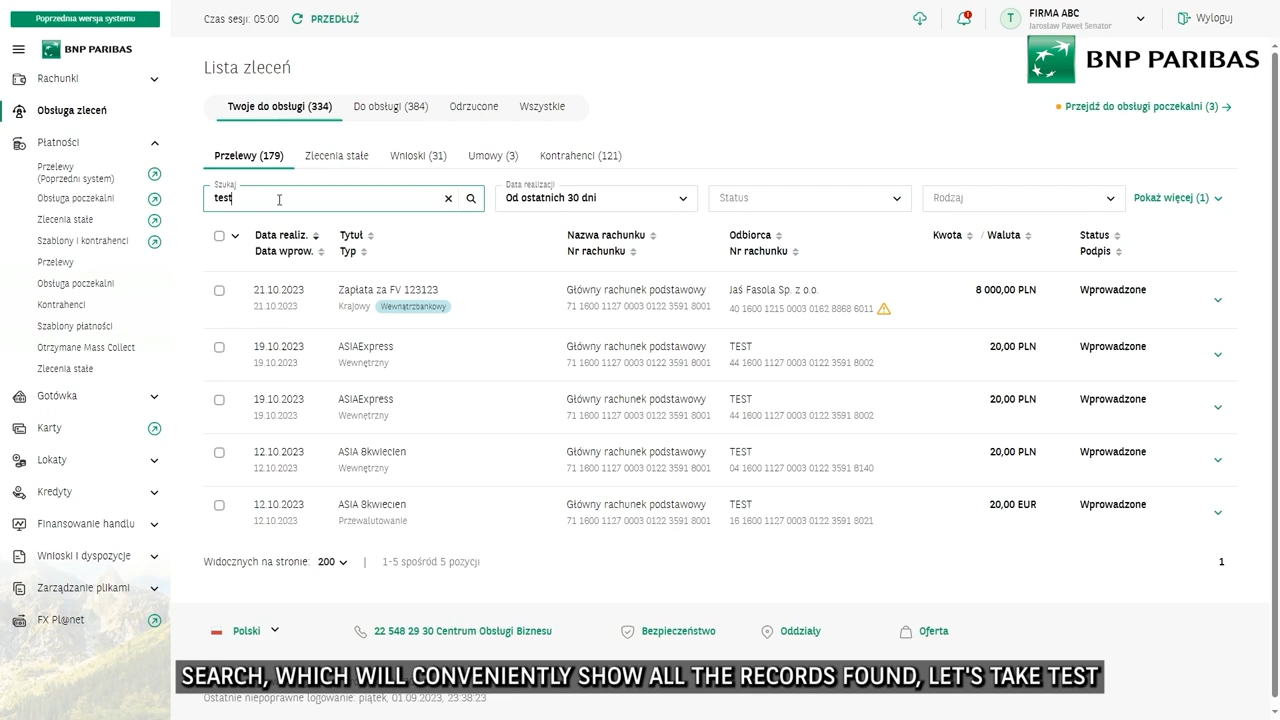 Poprzednia wersja systemu
Czas sesji: 05:00 PRZEDŁUŻ
FIRMA ABC
Jarosław Paweł Senator
Wyloguj
BNP PARIBAS
BNP PARIBAS
Rachunki
Obsługa zleceń
Płatności
Przelewy
(Poprzedni system)
Obsługa poczekalni
Zlecenia stałe
Szablony i kontrahenci
Przelewy
Obsługa poczekalni
Kontrahenci
Szablony płatności
Otrzymane Mass Collect
Zlecenia stałe
Gotówka
Karty
Lokaty
Kredyty
Finansowanie handlu
Wnioski i dyspozycje
Zarządzanie plikami
FX Pl@net
Lista zleceń
Twoje do obsługi (334) Do obsługi (384) Odrzucone Wszystkie
Przejdź do obsługi poczekalni (3)
Przelewy (179) Zlecenia stałe Wnioski (31) Umowy (3) Kontrahenci (121)
Szukaj
test
Data realizacji
Od ostatnich 30 dni
Status
Rodzaj
Pokaż więcej (1)
Data realiz. Tytuł Nazwa rachunku Odbiorca Kwota / Waluta Status
Data wprow. Typ Nr rachunku Nr rachunku Podpis
21.10.2023 Zapłata za FV 123123 Główny rachunek podstawowy Jaś Fasola Sp. z o.o. 8 000,00 PLN Wprowadzone
21.10.2023 Krajowy Wewnątrzbankowy 71 1600 1127 0003 0122 3591 8001 40 1600 1215 0003 0162 8868 6011
19.10.2023 ASIAExpress Główny rachunek podstawowy TEST 20,00 PLN Wprowadzone
19.10.2023 Wewnętrzny 71 1600 1127 0003 0122 3591 8001 44 1600 1127 0003 0122 3591 8002
19.10.2023 ASIAExpress Główny rachunek podstawowy TEST 20,00 PLN Wprowadzone
19.10.2023 Wewnętrzny 71 1600 1127 0003 0122 3591 8001 44 1600 1127 0003 0122 3591 8002
12.10.2023 ASIA 8kwiecien Główny rachunek podstawowy TEST 20,00 PLN Wprowadzone
12.10.2023 Wewnętrzny 71 1600 1127 0003 0122 3591 8001 04 1600 1127 0003 0122 3591 8140
12.10.2023 ASIA 8kwiecien Główny rachunek podstawowy TEST 20,00 EUR Wprowadzone
12.10.2023 Przewalutowanie 71 1600 1127 0003 0122 3591 8001 16 1600 1127 0003 0122 3591 8021
Widocznych na stronie: 200 | 1-5 spośród 5 pozycji 1
Polski 22 548 29 30 Centrum Obsługi Biznesu Bezpieczeństwo Oddziały Oferta
SEARCH, WHICH WILL CONVENIENTLY SHOW ALL THE RECORDS FOUND, LET'S TAKE TEST
Ostatnie niepoprawne logowanie: piątek, 01.09.2023, 23:38:23